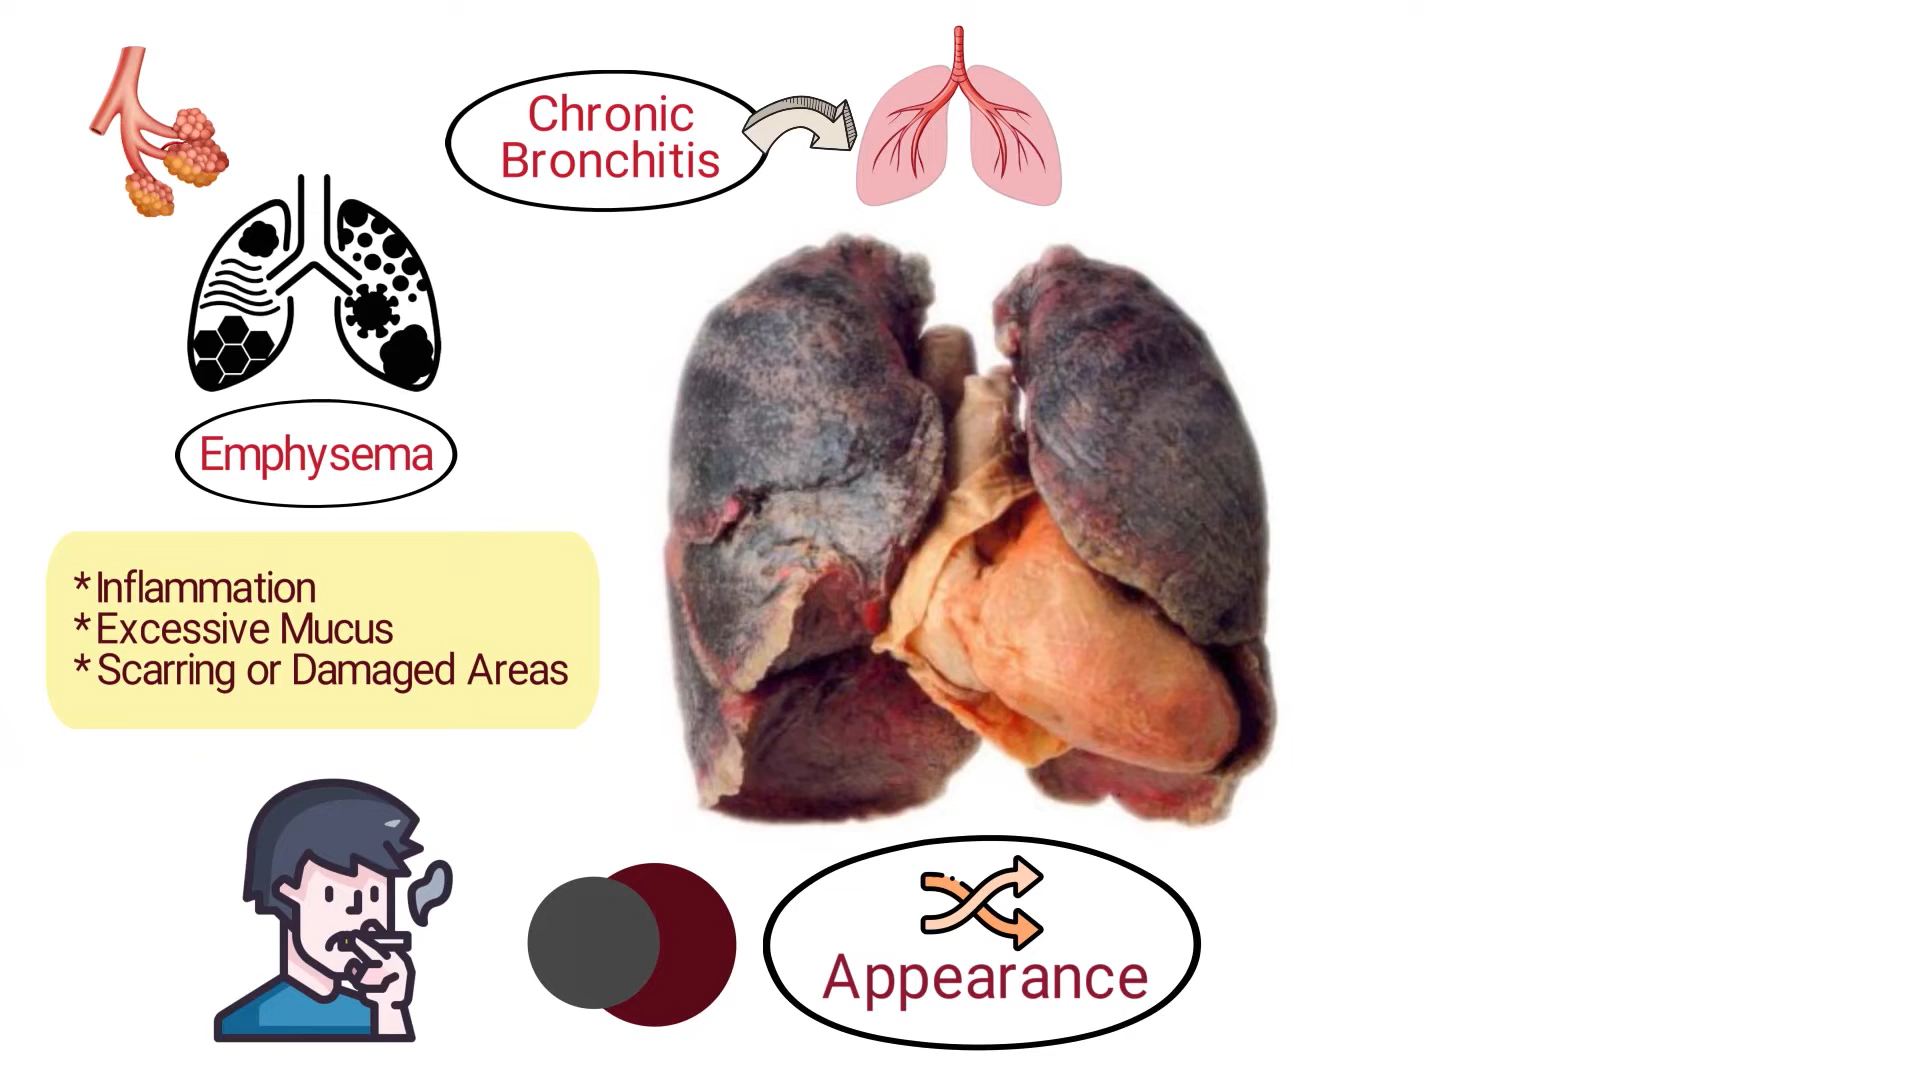 Chronic
Bronchitis
Emphysema
*Inflammation
*Excessive Mucus
*Scarring or Damaged Areas
Appearance